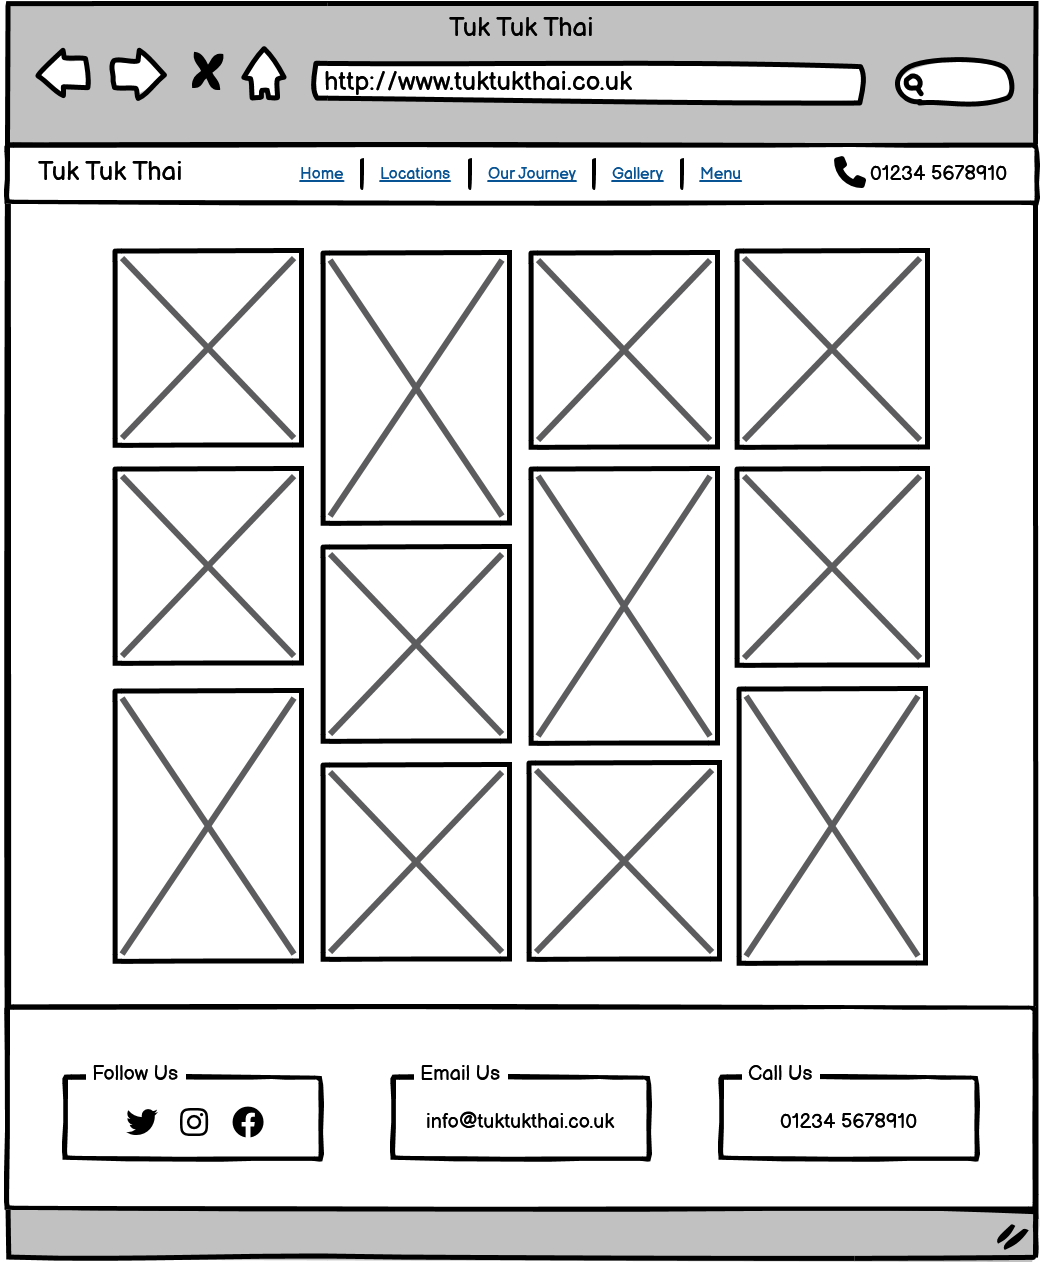 Tuk Tuk Thai
http://www.tuktukthai.co.uk
Tuk Tuk Thai
Home
Locations
Our Journey
Gallery
Menu
01234 5678910
Follow Us
Email Us
Call Us
info@tuktukthai.co.uk
01234 5678910